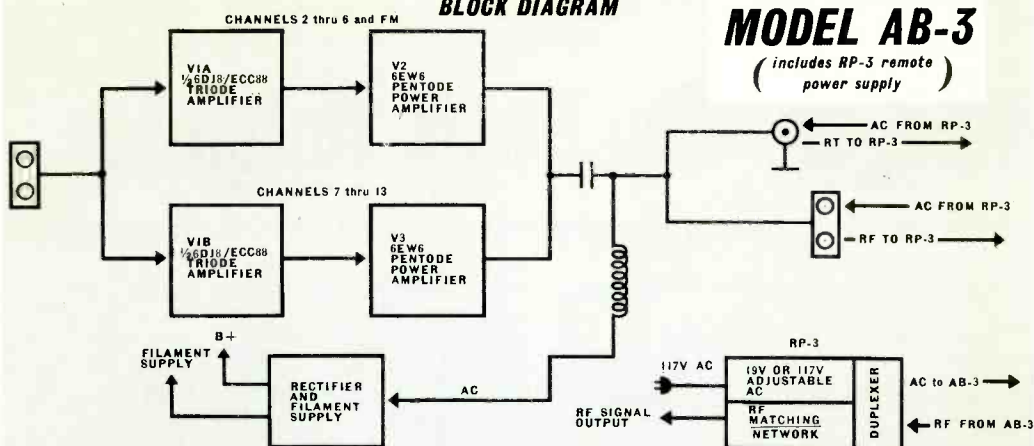 BLOCK DIAGRAM
MODEL AB-3
( includes RP-3 remote
power supply )
CHANNELS 2 thru 6 and FM
V1A
½6DJ8/ECC88
TRIODE
AMPLIFIER
V2
6EW6
PENTODE
POWER
AMPLIFIER
AC FROM RP-3
RT TO RP-3
CHANNELS 7 thru 13
V1B
½6DJ8/ECC88
TRIODE
AMPLIFIER
V3
6EW6
PENTODE
POWER
AMPLIFIER
AC FROM RP-3
RF TO RP-3
B+
FILAMENT
SUPPLY
RECTIFIER
AND
FILAMENT
SUPPLY
AC
RP-3
117V AC
19V OR 117V
ADJUSTABLE
AC
RF SIGNAL
OUTPUT
RF
MATCHING
NETWORK
DUPLEXER
AC to AB-3
RF FROM AB-3